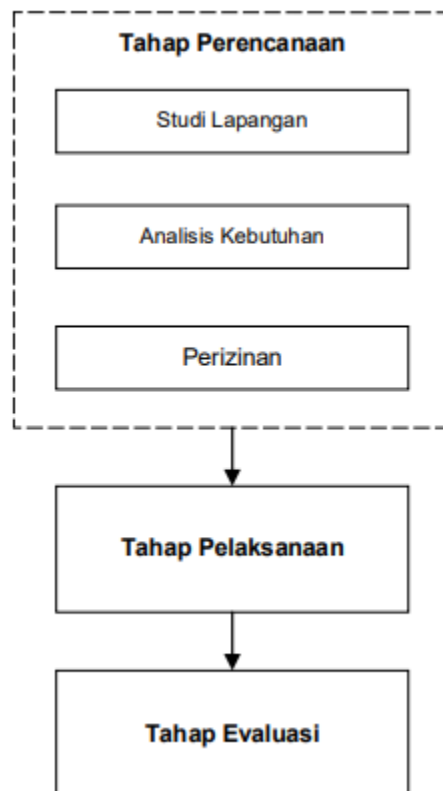 Tahap Perencanaan
Studi Lapangan
Analisis Kebutuhan
Perizinan
Tahap Pelaksanaan
Tahap Evaluasi